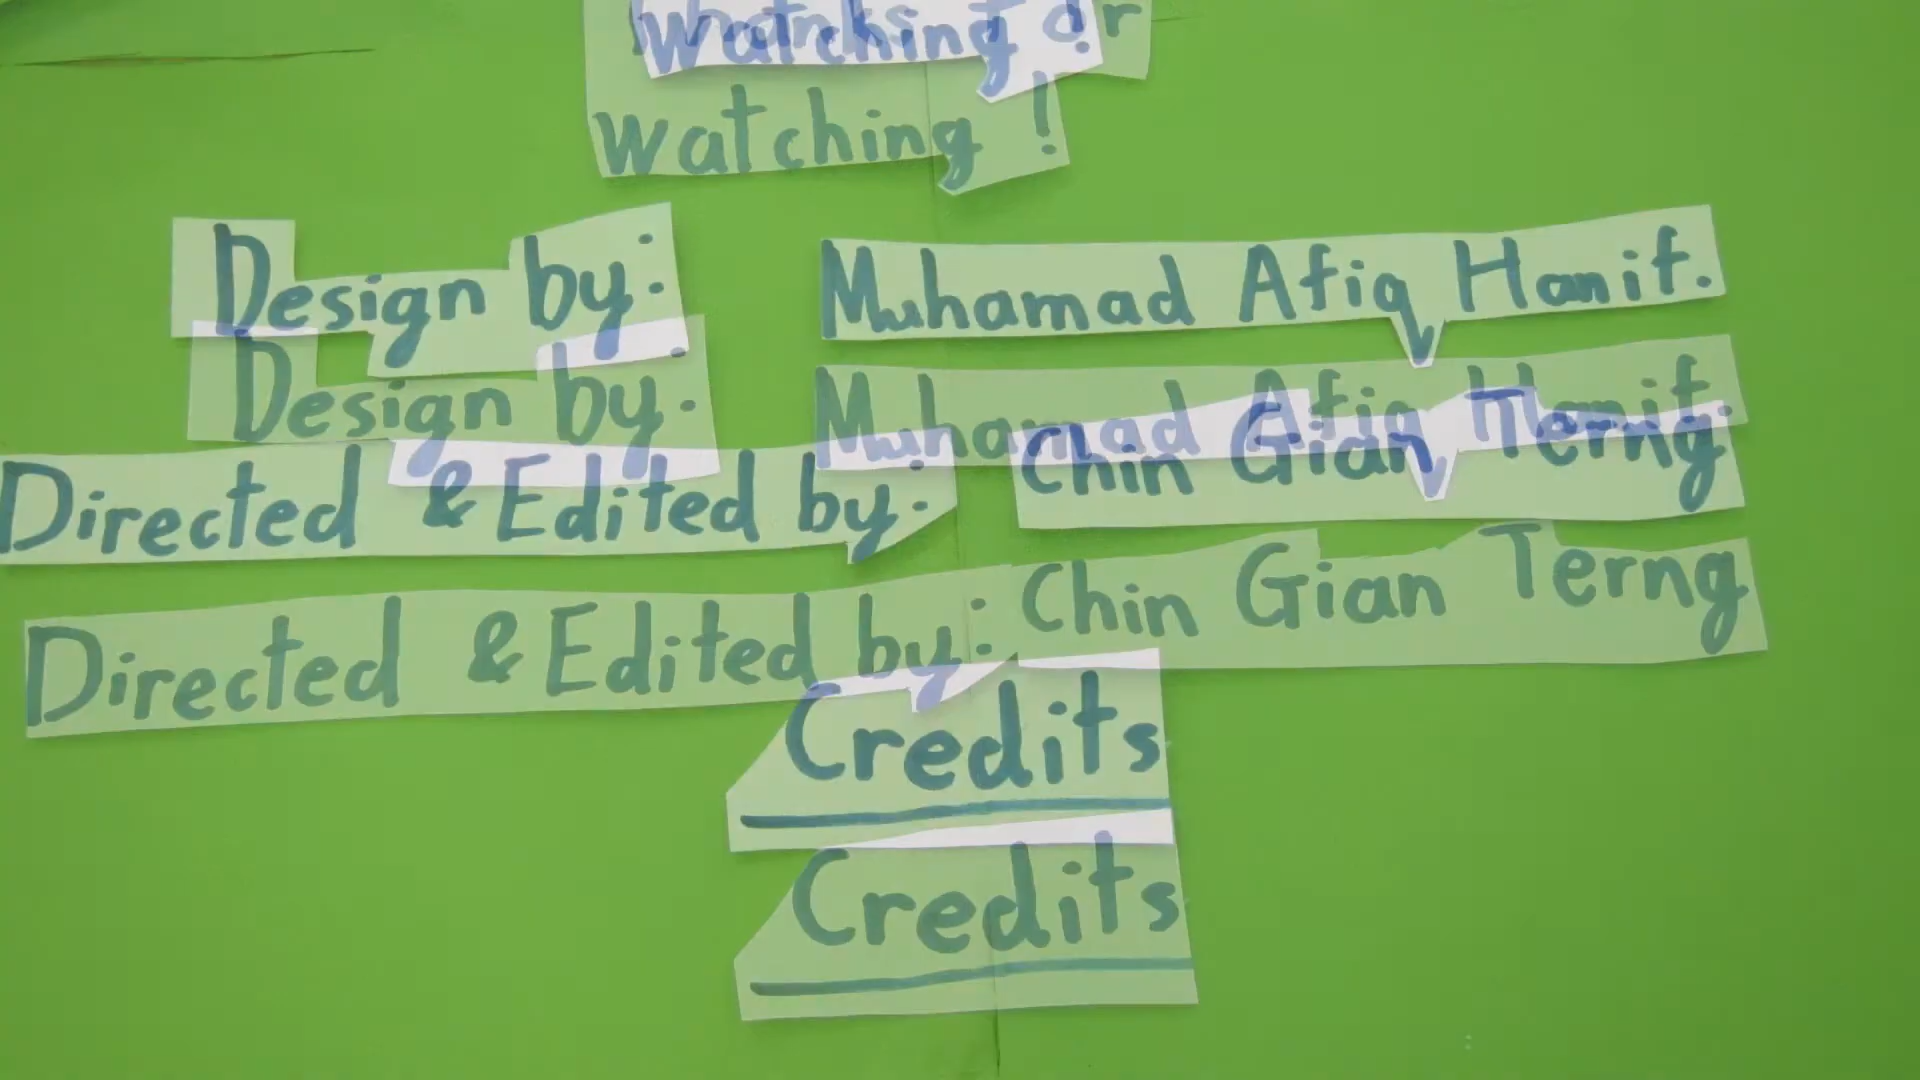 watching !
watching !
Design by: Muhamad Afiq Hanif.
Design by: Muhamad Afiq Hanif.
Directed & Edited by: Chin Gian Terng
Directed & Edited by: Chin Gian Terng
Credits
Credits